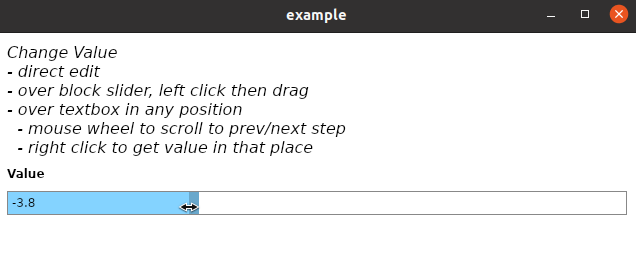 example
Change Value
- direct edit
- over block slider, left click then drag
- over textbox in any position
- mouse wheel to scroll to prev/next step
- right click to get value in that place
Value
-3.8